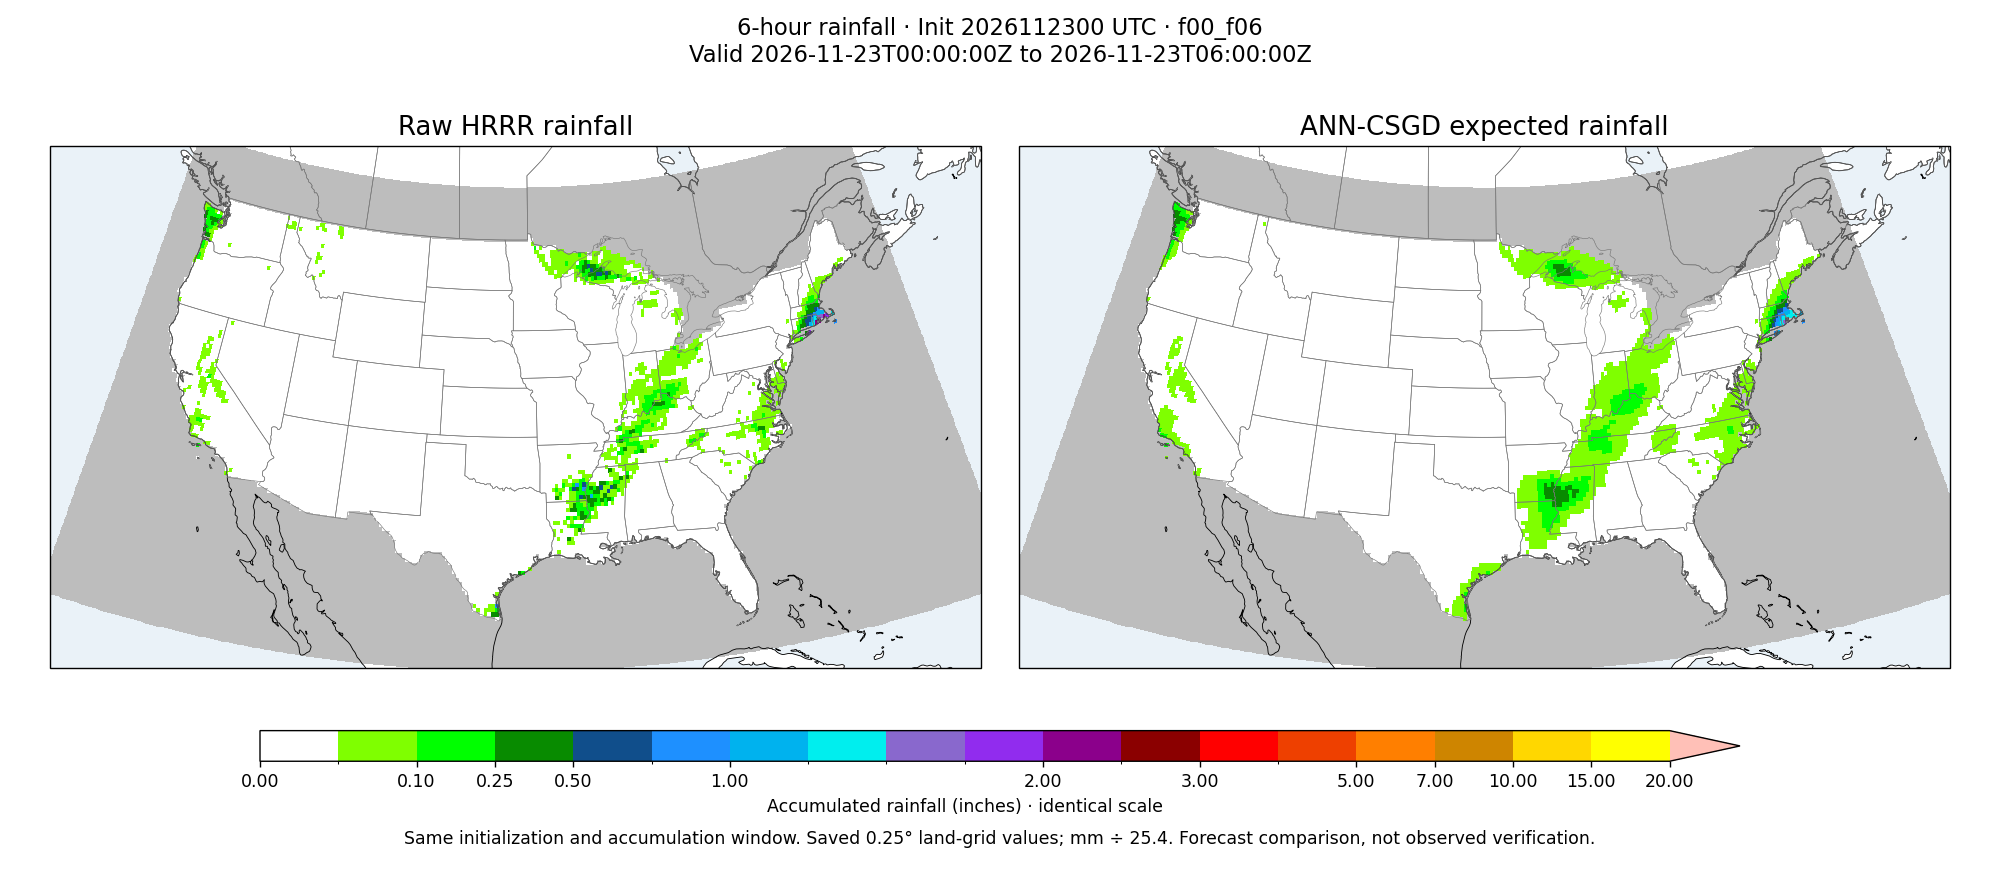 6-hour rainfall · Init 2026112300 UTC · f00_f06
Valid 2026-11-23T00:00:00Z to 2026-11-23T06:00:00Z
Raw HRRR rainfall
ANN-CSGD expected rainfall
0.00 0.10 0.25 0.50 1.00 2.00 3.00 5.00 7.00 10.00 15.00 20.00
Accumulated rainfall (inches) · identical scale
Same initialization and accumulation window. Saved 0.25° land-grid values; mm ÷ 25.4. Forecast comparison, not observed verification.